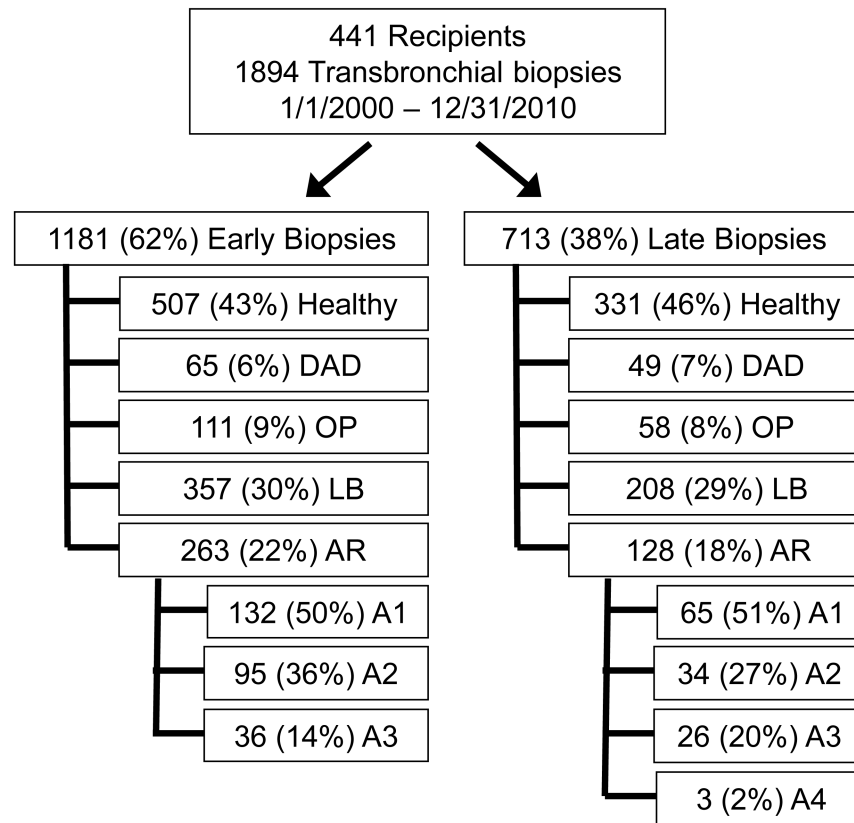 441 Recipients
1894 Transbronchial biopsies
1/1/2000 – 12/31/2010
1181 (62%) Early Biopsies
507 (43%) Healthy
65 (6%) DAD
111 (9%) OP
357 (30%) LB
263 (22%) AR
132 (50%) A1
95 (36%) A2
36 (14%) A3
713 (38%) Late Biopsies
331 (46%) Healthy
49 (7%) DAD
58 (8%) OP
208 (29%) LB
128 (18%) AR
65 (51%) A1
34 (27%) A2
26 (20%) A3
3 (2%) A4